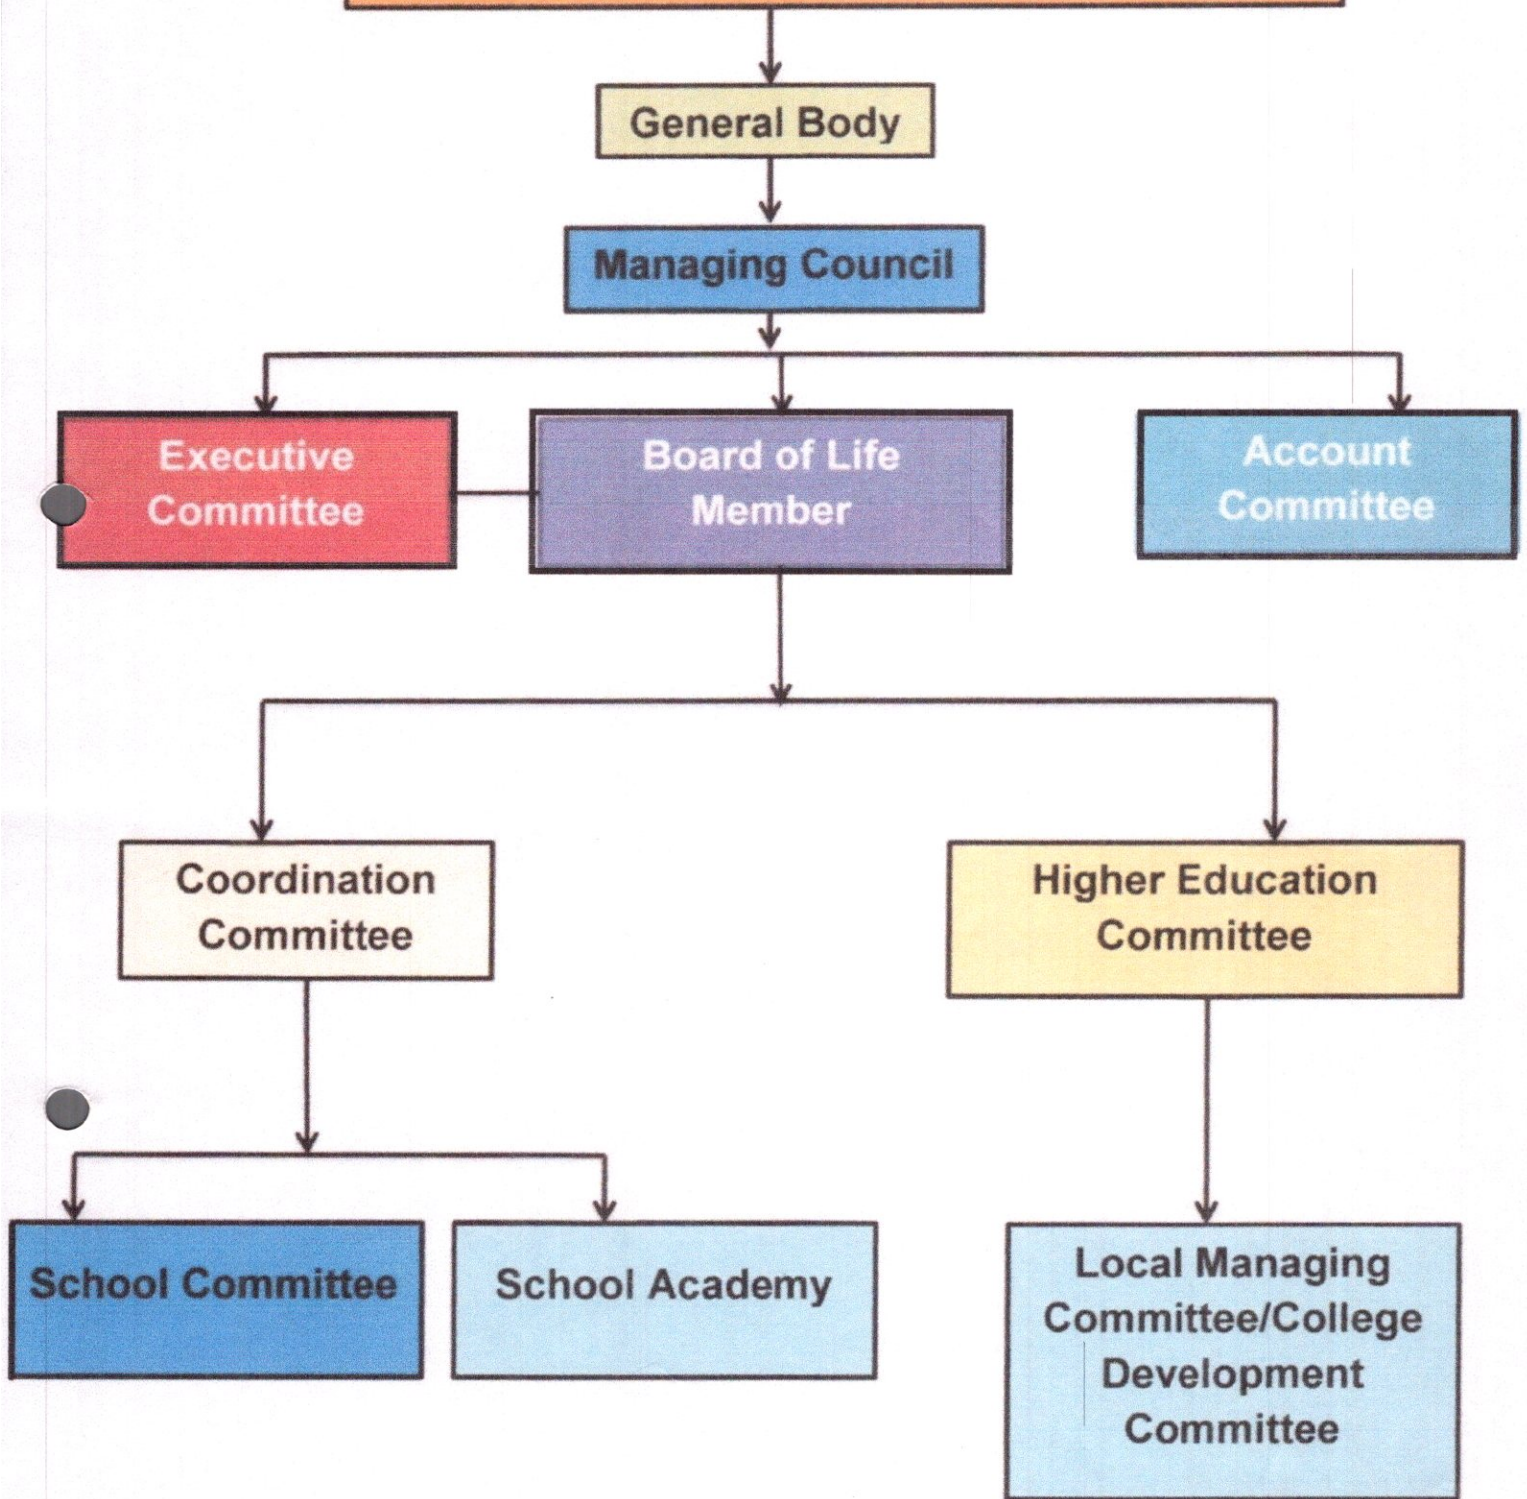 General Body
Managing Council
Executive
Committee
Board of Life
Member
Account
Committee
Coordination
Committee
Higher Education
Committee
School Committee
School Academy
Local Managing
Committee/College
Development
Committee